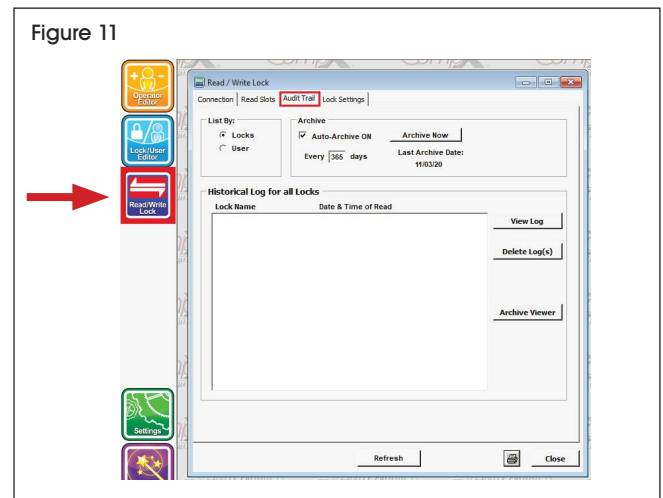 Figure 11
CompX CompX CompX
Operator
Editor
Read / Write Lock
Connection Read Slots Audit Trail Lock Settings
List By:
Locks
User
Archive
Auto-Archive ON
Archive Now
Every 365 days
Last Archive Date:
11/03/20
Lock/User
Editor
Read/Write
Lock
Historical Log for all Locks
Lock Name Date & Time of Read
View Log
Delete Log(s)
Archive Viewer
Settings
Refresh
Close